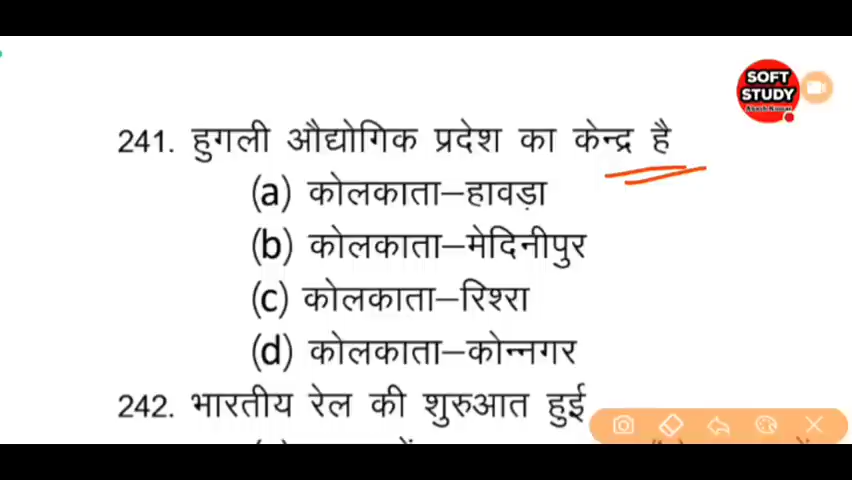 SOFT
STUDY
241. हुगली औद्योगिक प्रदेश का केन्द्र है
(a) कोलकाता–हावड़ा
(b) कोलकाता–मेदिनीपुर
(c) कोलकाता–रिश्रा
(d) कोलकाता–कोन्नगर
242. भारतीय रेल की शुरुआत हुई